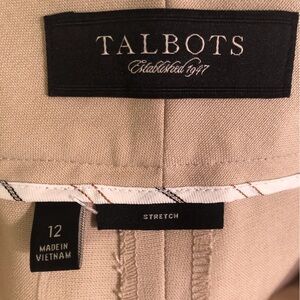 TALBOTS
Established 1947
STRETCH
12
MADE IN
VIETNAM